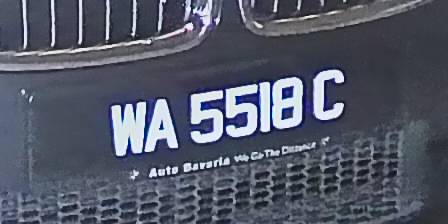 WA 5518 C
Auto Bavaria We Go The Distance